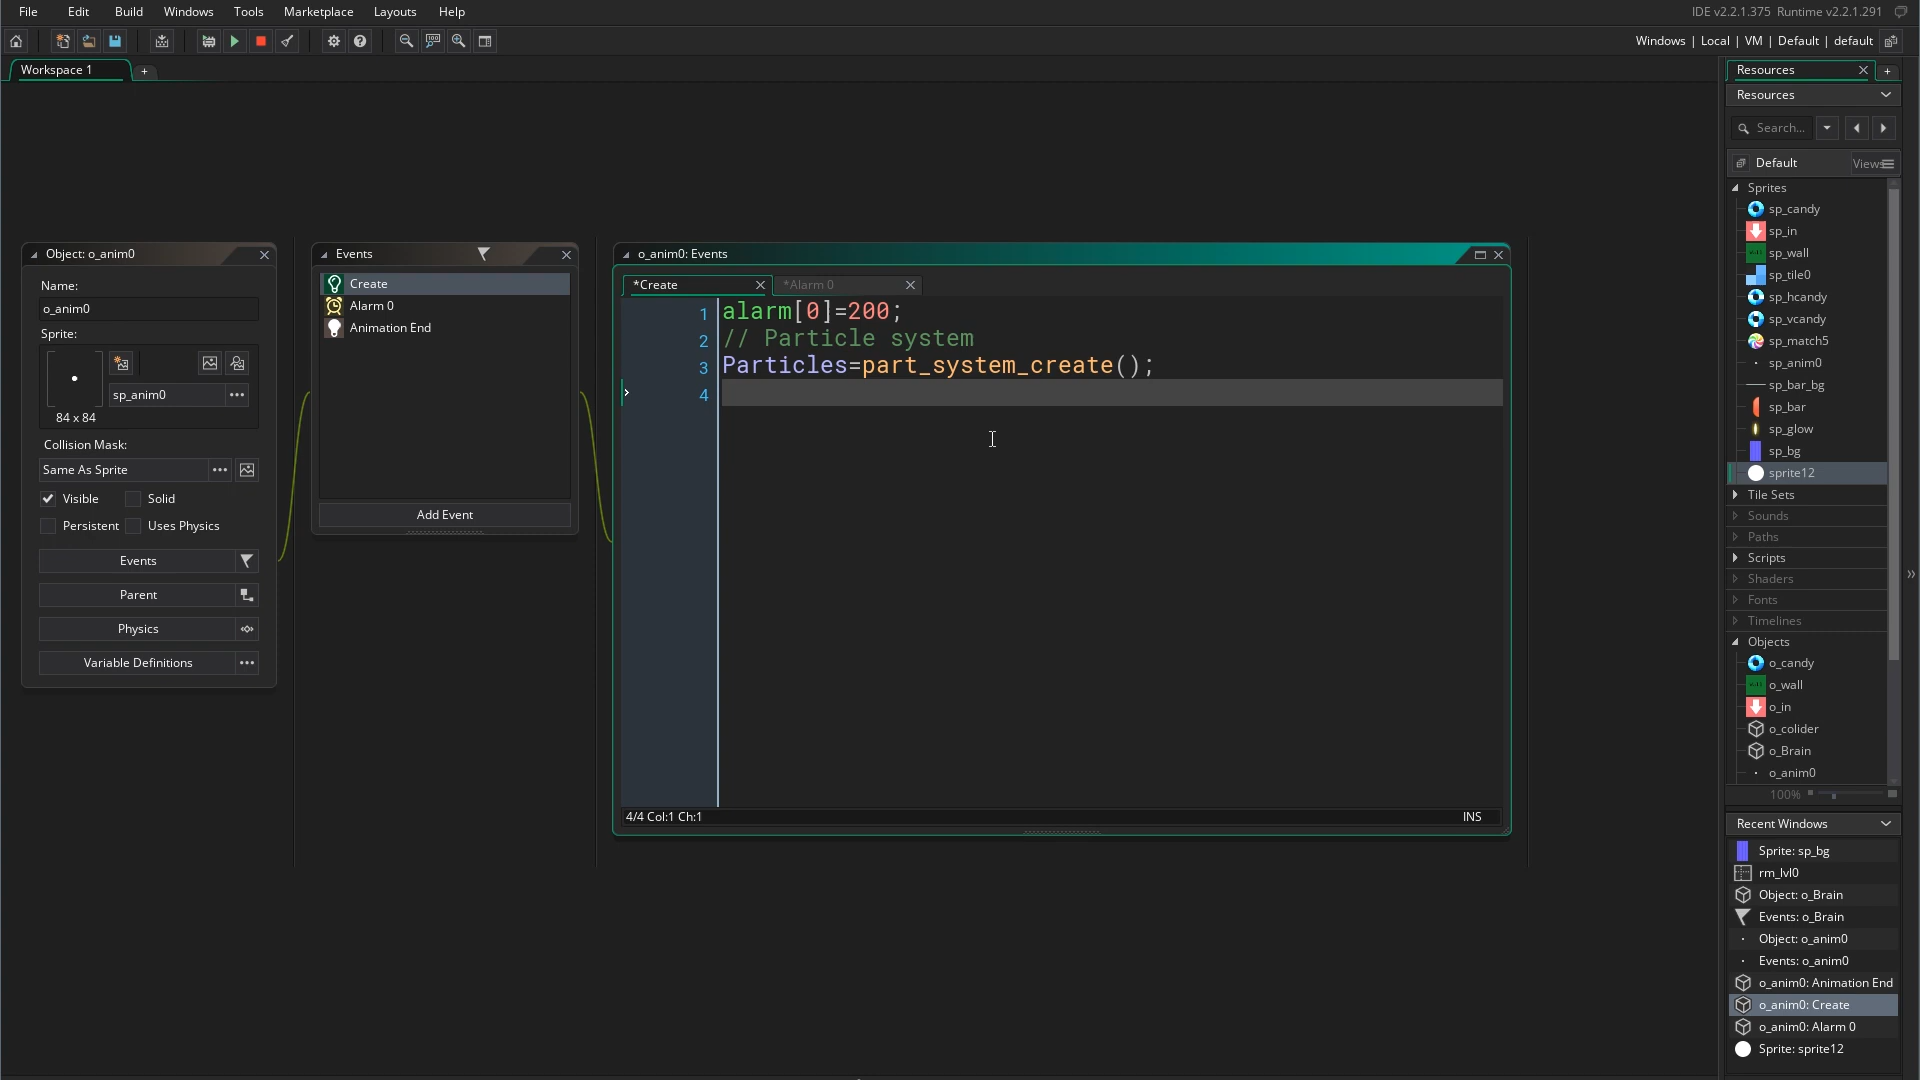 File Edit Build Windows Tools Marketplace Layouts Help
IDE v2.2.1.375 Runtime v2.2.1.291
Windows | Local | VM | Default | default
Workspace 1
Object: o_anim0
Name:
o_anim0
Sprite:
sp_anim0
84 x 84
Collision Mask:
Same As Sprite
Visible Solid
Persistent Uses Physics
Events
Parent
Physics
Variable Definitions
Events
Create
Alarm 0
Animation End
Add Event
o_anim0: Events
*Create *Alarm 0
1 alarm[0]=200;
2 // Particle system
3 Particles=part_system_create();
4
4/4 Col:1 Ch:1 INS
Resources
Resources
Search...
Default Views
Sprites
sp_candy
sp_in
sp_wall
sp_tile0
sp_hcandy
sp_vcandy
sp_match5
sp_anim0
sp_bar_bg
sp_bar
sp_glow
sp_bg
sprite12
Tile Sets
Sounds
Paths
Scripts
Shaders
Fonts
Timelines
Objects
o_candy
o_wall
o_in
o_colider
o_Brain
o_anim0
100%
Recent Windows
Sprite: sp_bg
rm_lvl0
Object: o_Brain
Events: o_Brain
Object: o_anim0
Events: o_anim0
o_anim0: Animation End
o_anim0: Create
o_anim0: Alarm 0
Sprite: sprite12